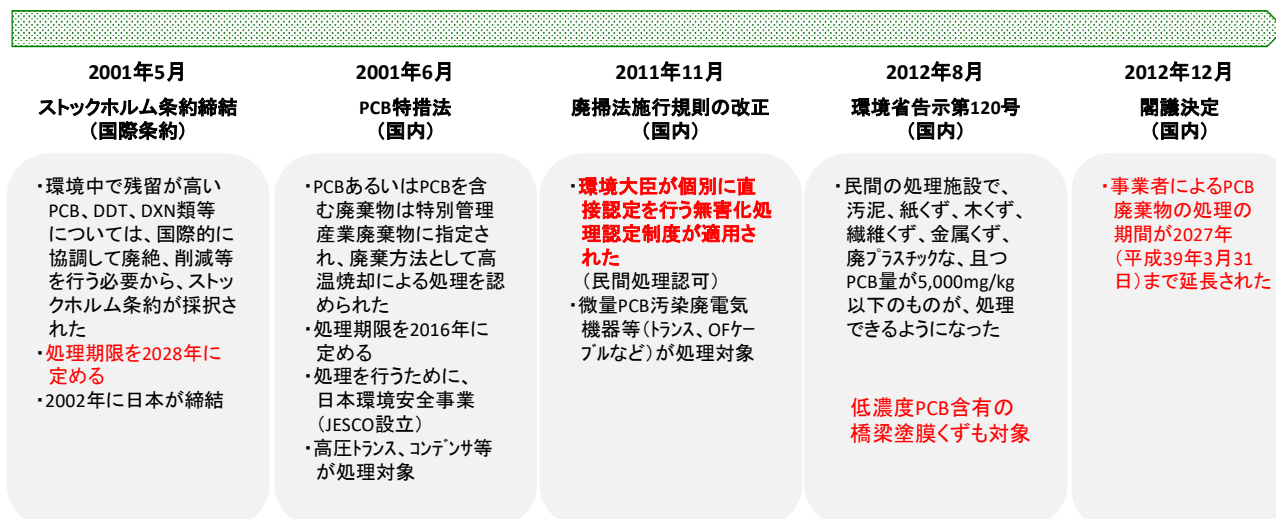 2001年5月
ストックホルム条約締結
(国際条約)
・環境中で残留が高い
PCB、DDT、DXN類等
については、国際的に
協調して廃絶、削減等
を行う必要から、ストッ
クホルム条約が採択さ
れた
・処理期限を2028年に
定める
・2002年に日本が締結
2001年6月
PCB特措法
(国内)
・PCBあるいはPCBを含
む廃棄物は特別管理
産業廃棄物に指定さ
れ、廃棄方法として高
温焼却による処理を認
められた
・処理期限を2016年に
定める
・処理を行うために、
日本環境安全事業
(JESCO設立)
・高圧トランス、コンデンサ等
が処理対象
2011年11月
廃掃法施行規則の改正
(国内)
・環境大臣が個別に直
接認定を行う無害化処
理認定制度が適用さ
れた
(民間処理認可)
・微量PCB汚染廃電気
機器等(トランス、OFケー
ブルなど)が処理対象
2012年8月
環境省告示第120号
(国内)
・民間の処理施設で、
汚泥、紙くず、木くず、
繊維くず、金属くず、
廃プラスチックな、且つ
PCB量が5,000mg/kg
以下のものが、処理
できるようになった
低濃度PCB含有の
橋梁塗膜くずも対象
2012年12月
閣議決定
(国内)
・事業者によるPCB
廃棄物の処理の
期間が2027年
(平成39年3月31
日)まで延長された